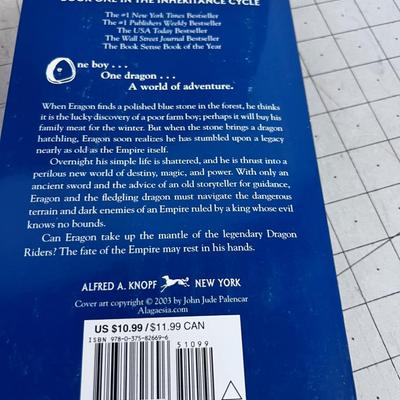 BOOK ONE IN THE INHERITANCE CYCLE
The #1 New York Times Bestseller
The #1 Publishers Weekly Bestseller
The USA Today Bestseller
The Wall Street Journal Bestseller
The Book Sense Book of the Year
One boy . . .
One dragon . . .
A world of adventure.
When Eragon finds a polished blue stone in the forest, he thinks
it is the lucky discovery of a poor farm boy; perhaps it will buy his
family meat for the winter. But when the stone brings a dragon
hatchling, Eragon soon realizes he has stumbled upon a legacy
nearly as old as the Empire itself.
Overnight his simple life is shattered, and he is thrust into a
perilous new world of destiny, magic, and power. With only an
ancient sword and the advice of an old storyteller for guidance,
Eragon and the fledgling dragon must navigate the dangerous
terrain and dark enemies of an Empire ruled by a king whose evil
knows no bounds.
Can Eragon take up the mantle of the legendary Dragon
Riders? The fate of the Empire may rest in his hands.
ALFRED A. KNOPF NEW YORK
Cover art copyright © 2003 by John Jude Palencar
Alagaesia.com
US $10.99 / $11.99 CAN
ISBN 978-0-375-82669-6
51099